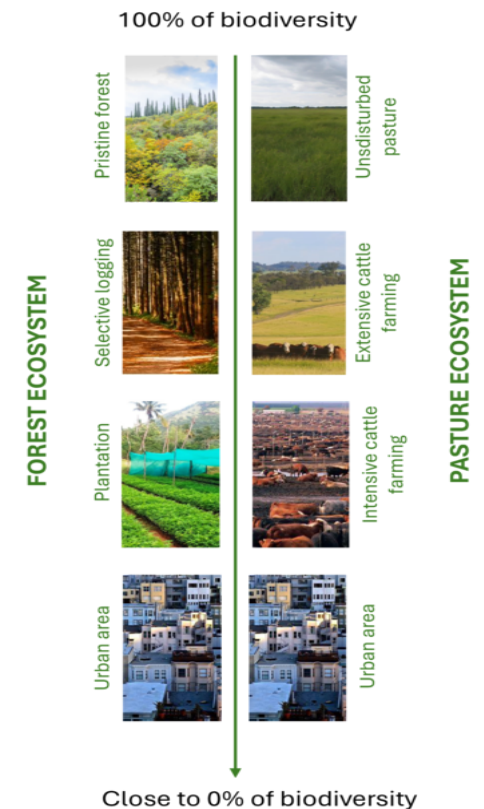 100% of biodiversity
Pristine forest
Unsdisturbed
pasture
Selective logging
Extensive cattle
farming
FOREST ECOSYSTEM
PASTURE ECOSYSTEM
Plantation
Intensive cattle
farming
Urban area
Urban area
Close to 0% of biodiversity